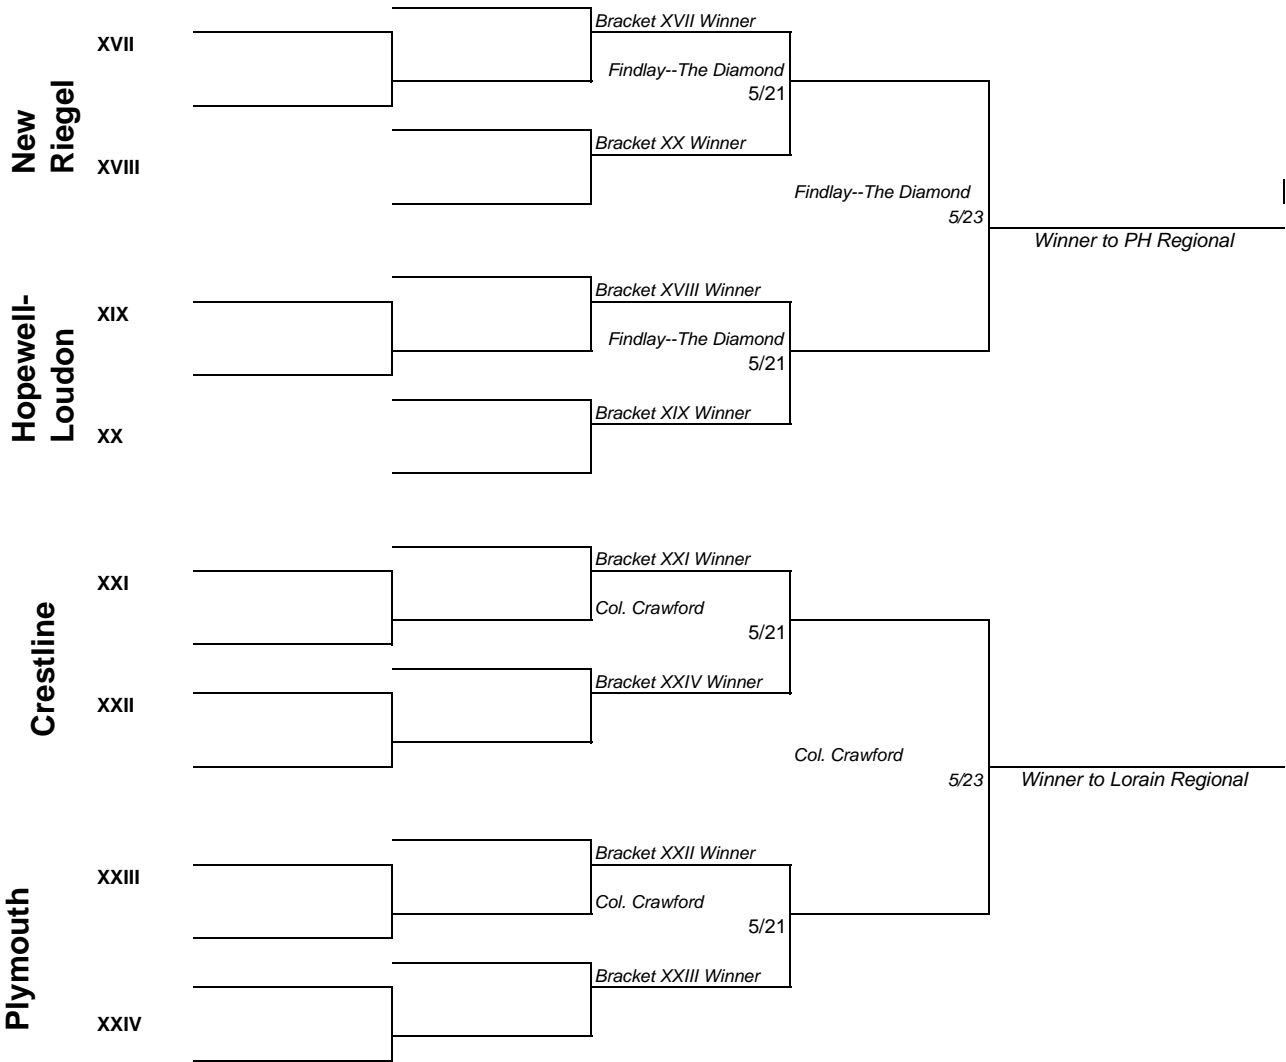 New
Riegel
XVII
Bracket XVII Winner
Findlay--The Diamond
5/21
XVIII
Bracket XX Winner
Findlay--The Diamond
5/23
Winner to PH Regional
Hopewell-
Loudon
XIX
Bracket XVIII Winner
Findlay--The Diamond
5/21
XX
Bracket XIX Winner
Crestline
XXI
Bracket XXI Winner
Col. Crawford
5/21
XXII
Bracket XXIV Winner
Col. Crawford
5/23
Winner to Lorain Regional
Plymouth
XXIII
Bracket XXII Winner
Col. Crawford
5/21
XXIV
Bracket XXIII Winner